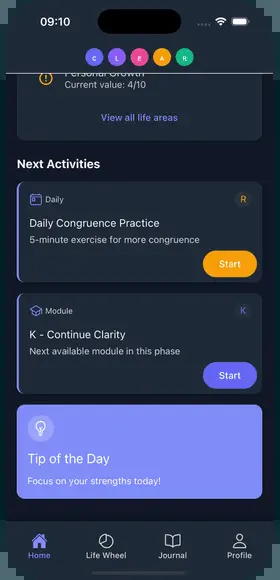 09:10
C L E A R
Personal Growth
Current value: 4/10
View all life areas
Next Activities
Daily
R
Daily Congruence Practice
5-minute exercise for more congruence
Start
Module
K
K - Continue Clarity
Next available module in this phase
Start
Tip of the Day
Focus on your strengths today!
Home
Life Wheel
Journal
Profile